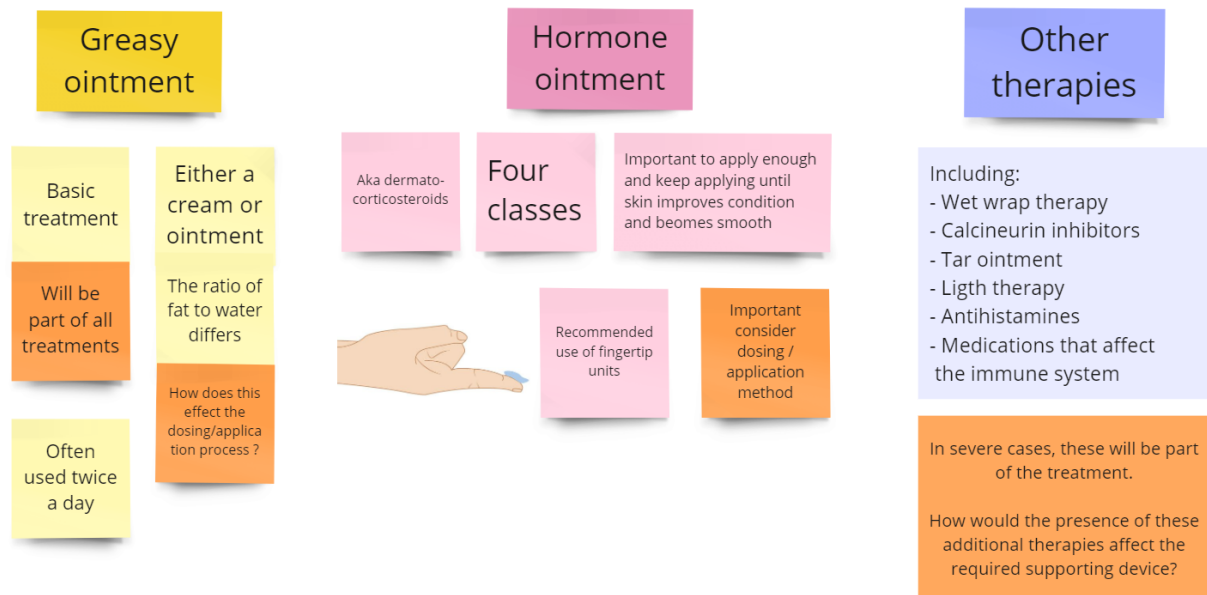 Greasy
ointment
Basic
treatment
Will be
part of all
treatments
Often
used twice
a day
Either a
cream or
ointment
The ratio of
fat to water
differs
How does this
effect the
dosing/applica
tion process ?
Hormone
ointment
Aka dermato-
corticosteroids
Four
classes
Important to apply enough
and keep applying until
skin improves condition
and becomes smooth
Recommended
use of fingertip
units
Important
consider
dosing /
application
method
Other
therapies
Including:
- Wet wrap therapy
- Calcineurin inhibitors
- Tar ointment
- Ligth therapy
- Antihistamines
- Medications that affect
the immune system
In severe cases, these will be part
of the treatment.
How would the presence of these
additional therapies affect the
required supporting device?